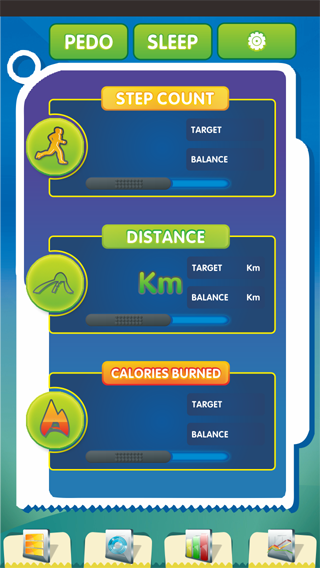 PEDO SLEEP
STEP COUNT
TARGET
BALANCE
DISTANCE
Km
TARGET Km
BALANCE Km
CALORIES BURNED
TARGET
BALANCE